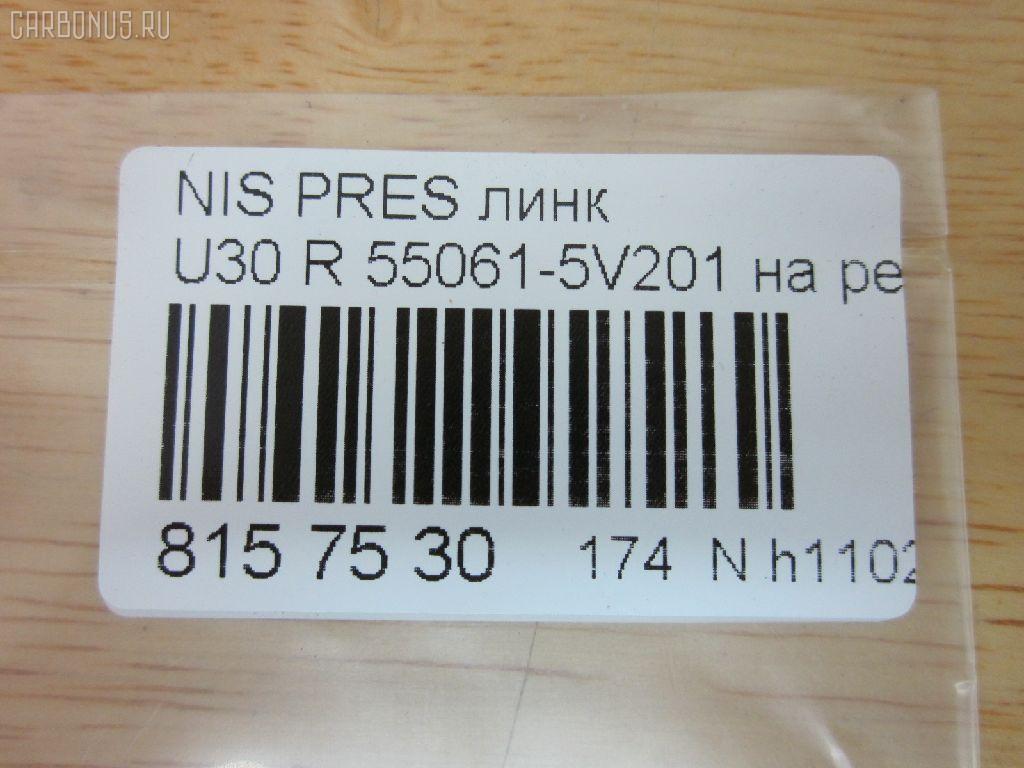 CARBONUS.RU
NIS PRES линк
U30 R 55061-5V201 на ре
815 75 30 174 N h1102